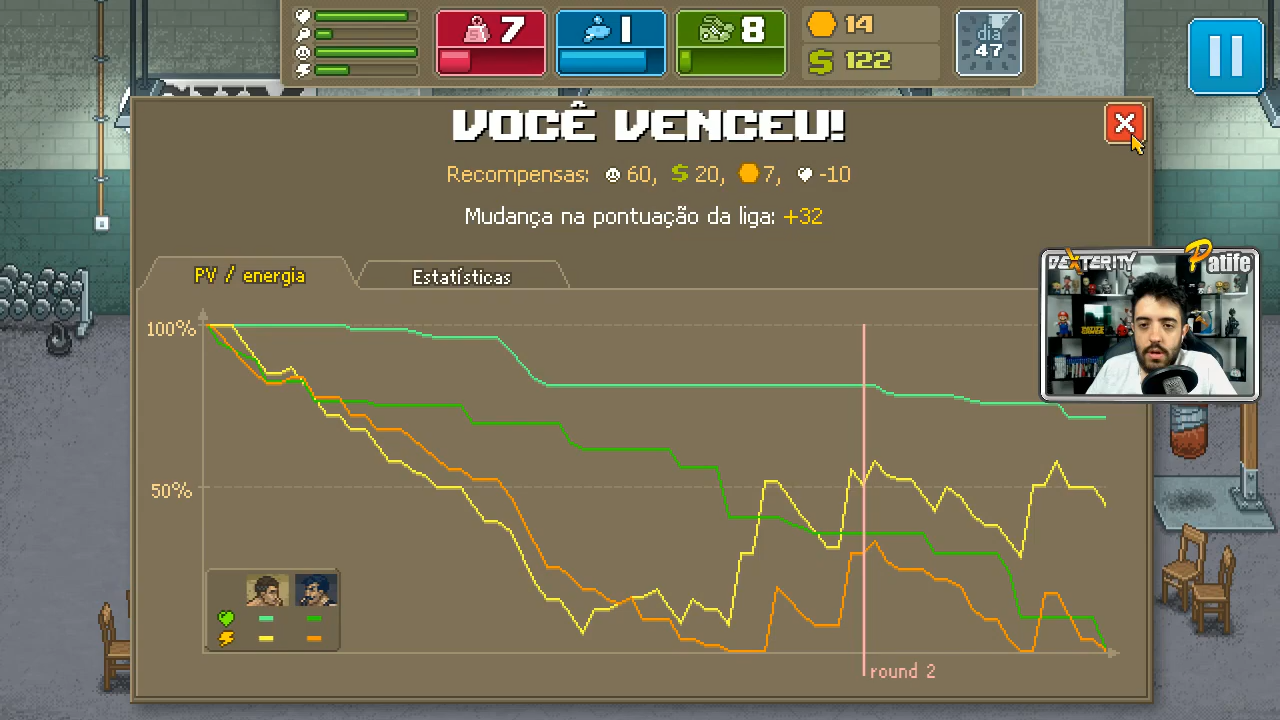 7
1
8
14
$ 122
dia
47
VOCÊ VENCEU!
Recompensas: 60, $ 20, 7, -10
Mudança na pontuação da liga: +32
PV / energia
Estatísticas
100%
50%
round 2
DEXTERITY
Patife